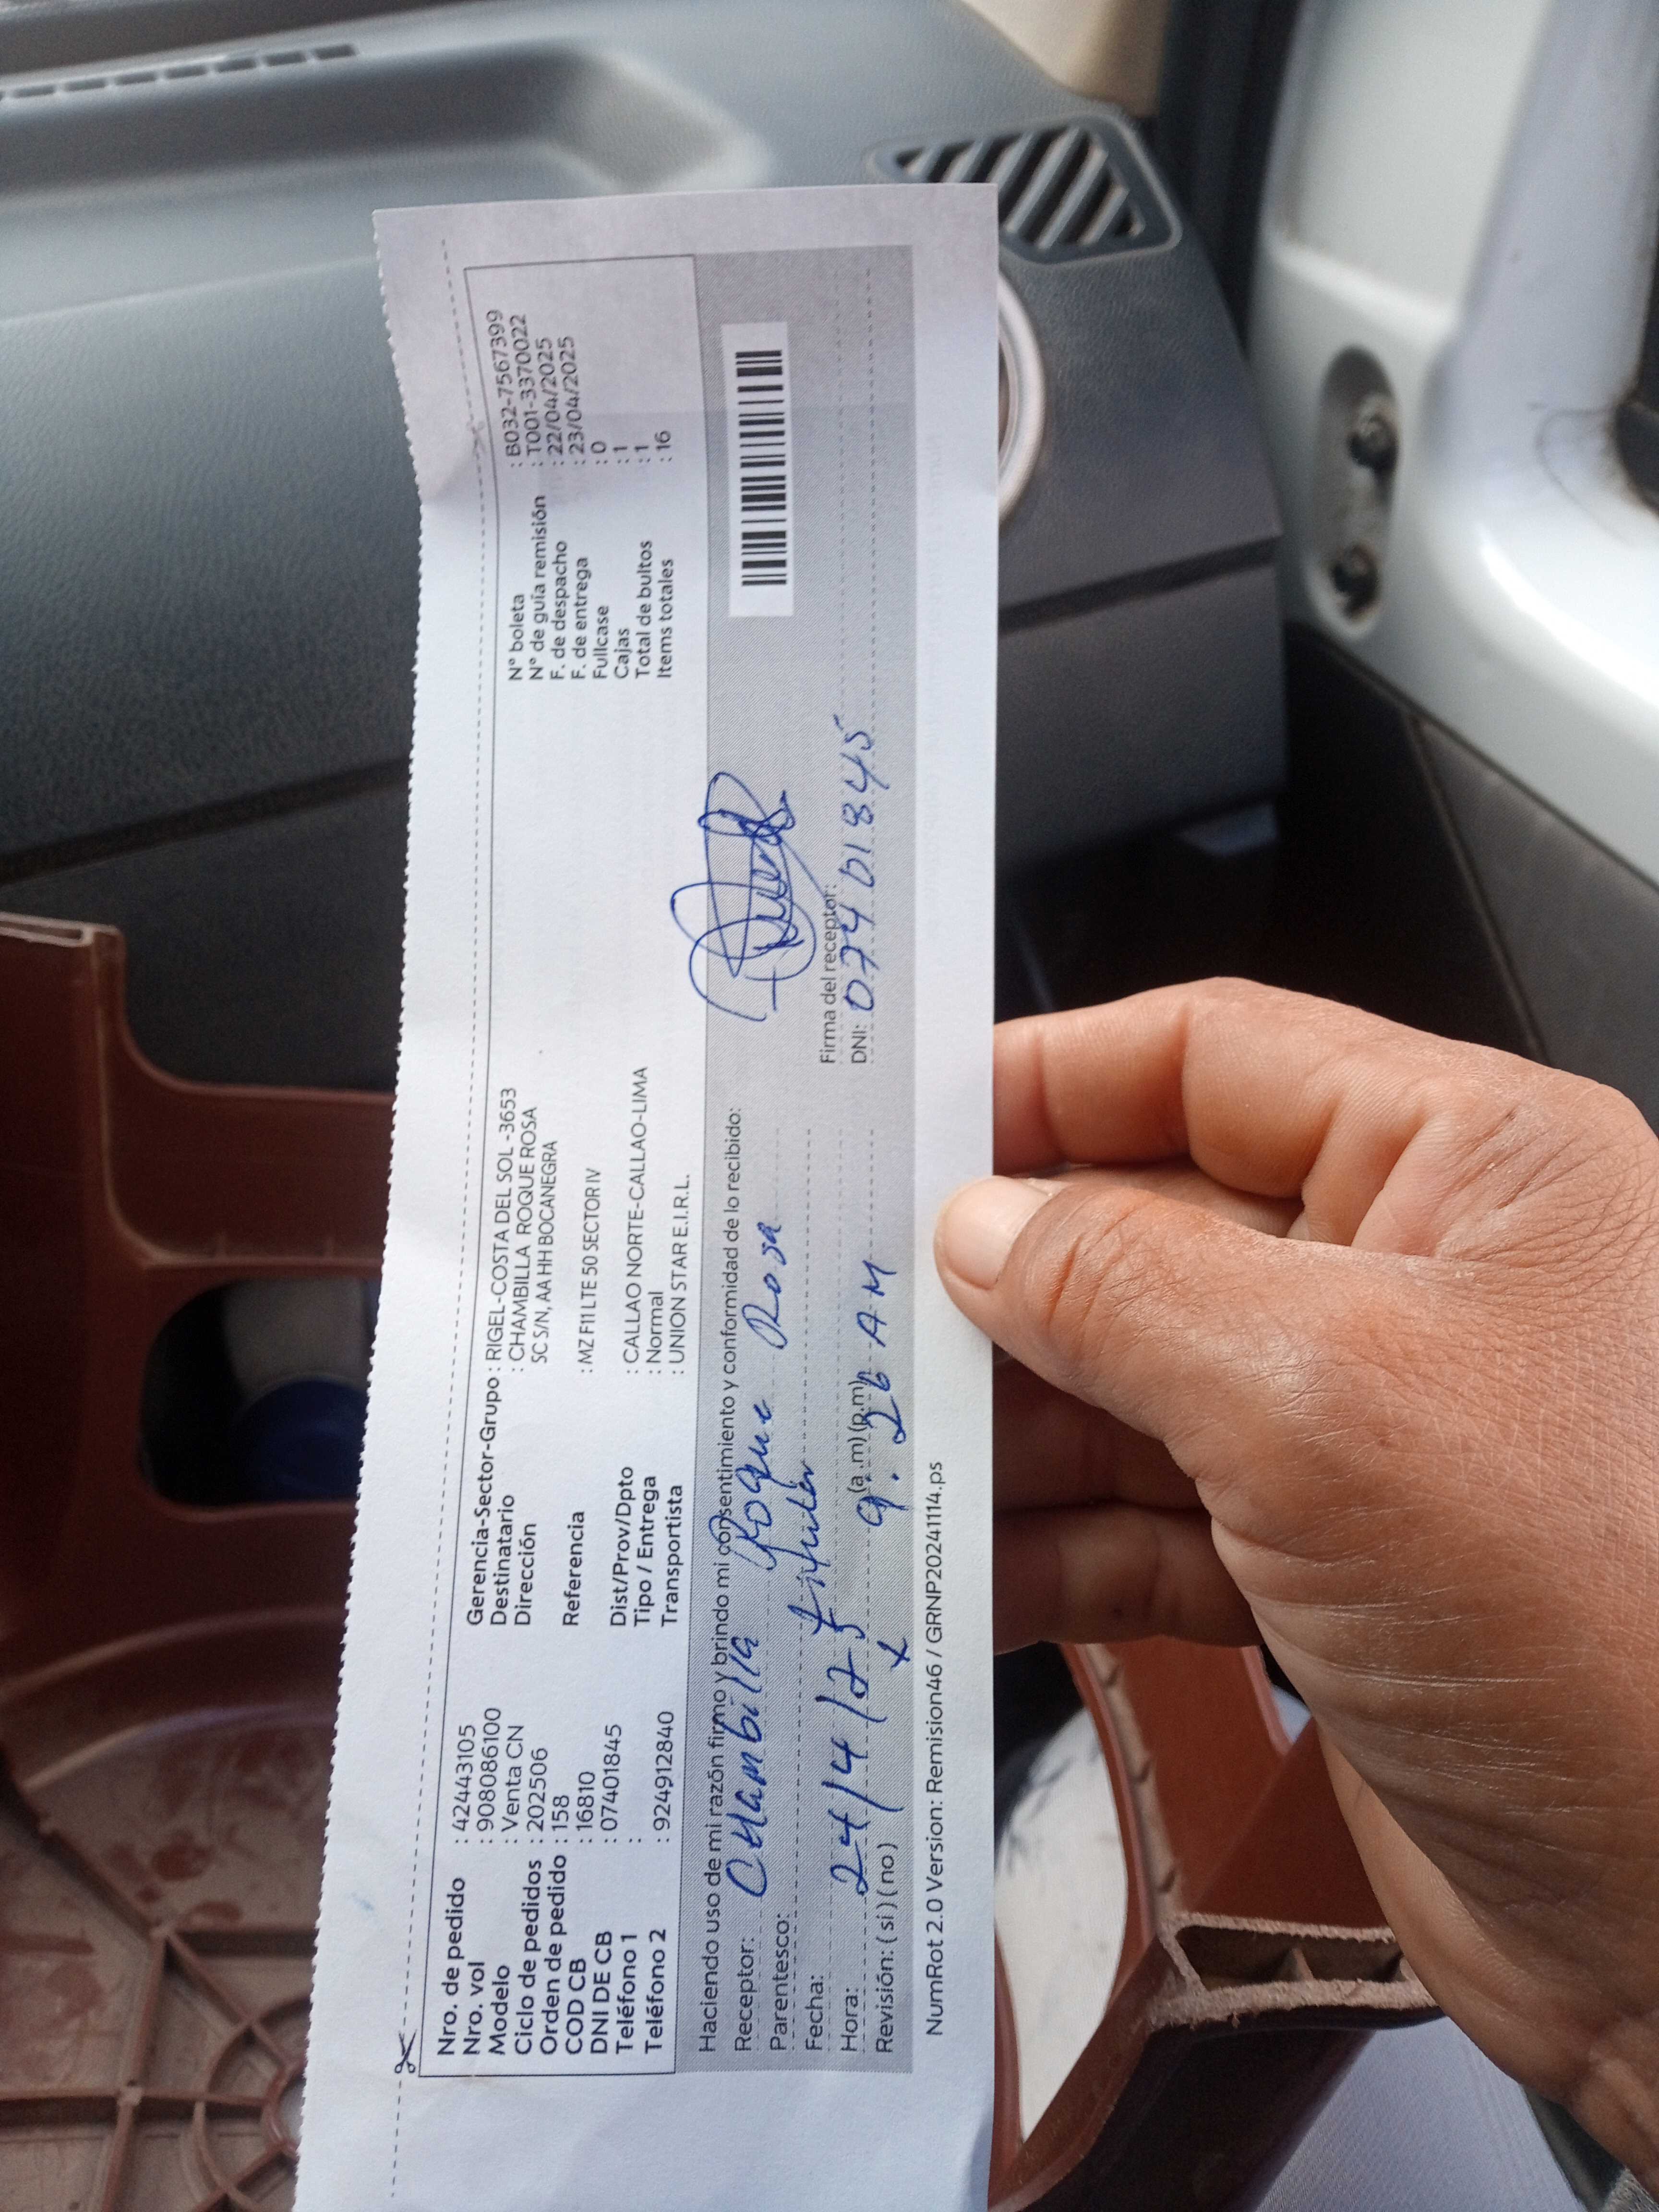 Nro. de pedido : 42443105
Nro. vol : 908086100
Modelo : Venta CN
Ciclo de pedidos : 202506
Orden de pedido : 158
COD CB : 16810
DNI DE CB : 07401845
Teléfono 1 :
Teléfono 2 : 924912840
Gerencia-Sector-Grupo : RIGEL-COSTA DEL SOL -3653
Destinatario : CHAMBILLA ROQUE ROSA
Dirección SC S/N, AA HH BOCANEGRA
Referencia : MZ F11 LTE 50 SECTOR IV
Dist/Prov/Dpto : CALLAO NORTE-CALLAO-LIMA
Tipo / Entrega : Normal
Transportista : UNION STAR E.I.R.L.
N° boleta : B032-7567399
N° de guía remisión : T001-3370022
F. de despacho : 22/04/2025
F. de entrega : 23/04/2025
Fullcase : 0
Cajas : 1
Total de bultos : 1
Items totales : 16
Haciendo uso de mi razón firmo y brindo mi consentimiento y conformidad de lo recibido:
Receptor: CHambilla Roque Rosa
Parentesco: titular
Fecha: 24/4/25
Hora: 9.26 AM (a.m) (p.m)
Revisión: ( si ) ( no ) x
Firma del receptor:
DNI: 07401845
NumRot 2.0 Version: Remision46 / GRNP20241114.ps